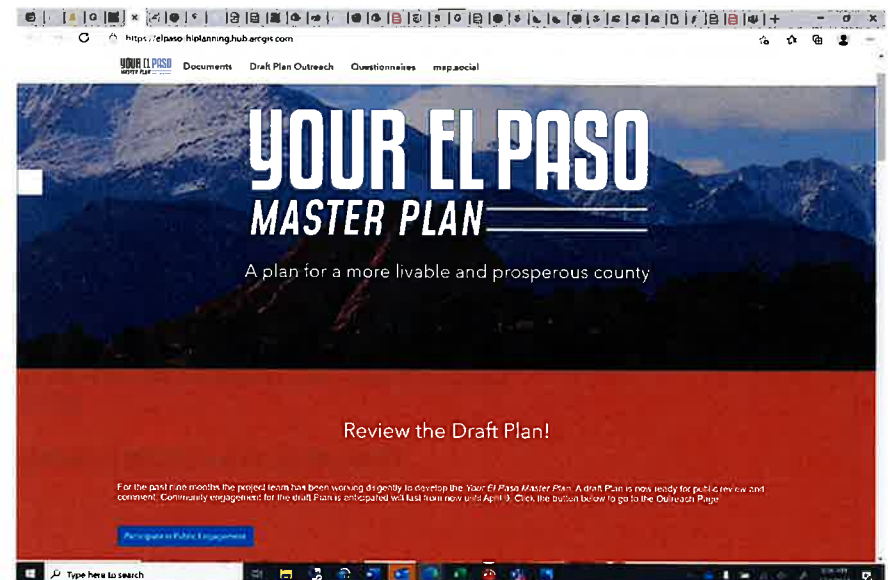 https://elpaso-hlplanning.hub.arcgis.com
YOUR EL PASO
MASTER PLAN
Documents
Draft Plan Outreach
Questionnaires
map.social
YOUR EL PASO
MASTER PLAN
A plan for a more livable and prosperous county
Review the Draft Plan!
For the past nine months the project team has been working diligently to develop the Your El Paso Master Plan. A draft Plan is now ready for public review and
comment. Community engagement for the draft Plan is anticipated will last from now until April 9. Click the button below to go to the Outreach Page
Participate in Public Engagement
Type here to search